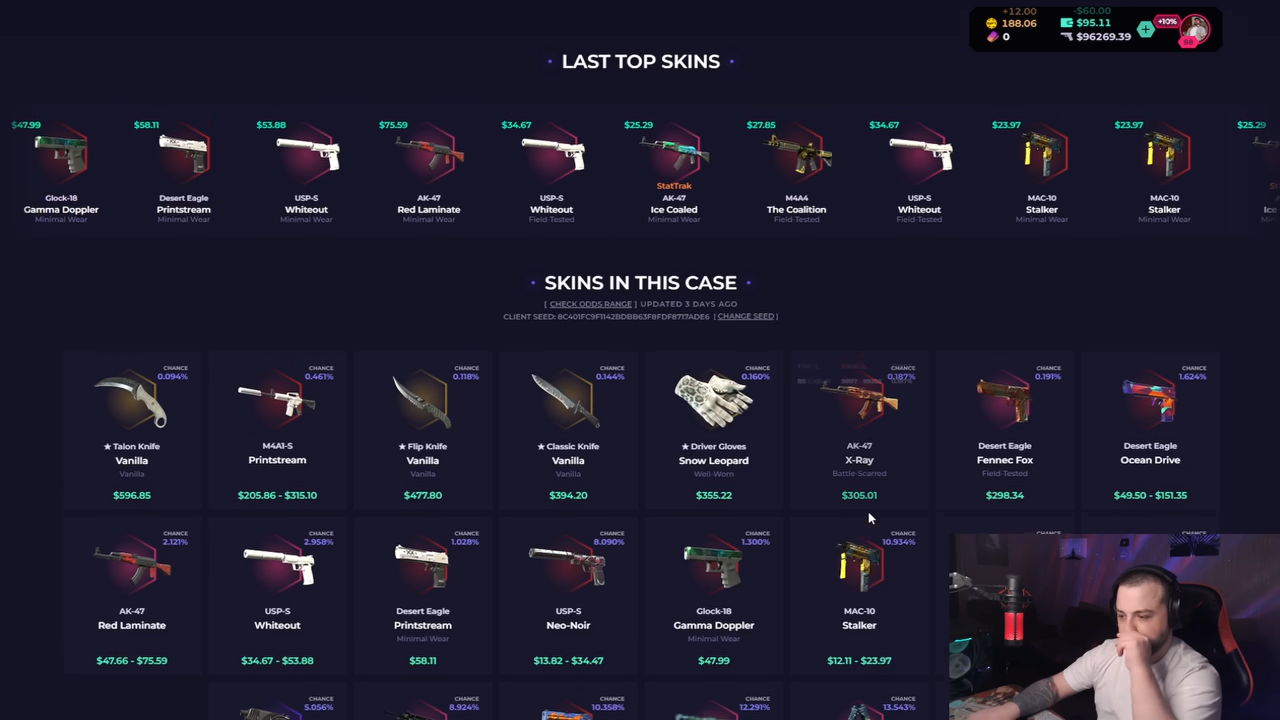 +12.00
-$60.00
188.06
$95.11
+10%
0
$96269.39
LAST TOP SKINS
$47.99
$58.11
$53.88
$75.59
$34.67
$25.29
$27.85
$34.67
$23.97
$23.97
$25.29
StatTrak
Glock-18
Desert Eagle
USP-S
AK-47
USP-S
AK-47
M4A4
USP-S
MAC-10
MAC-10
Gamma Doppler
Printstream
Whiteout
Red Laminate
Whiteout
Ice Coaled
The Coalition
Whiteout
Stalker
Stalker
Minimal Wear
Minimal Wear
Minimal Wear
Minimal Wear
Field-Tested
Minimal Wear
Field-Tested
Field-Tested
Minimal Wear
Minimal Wear
SKINS IN THIS CASE
[ CHECK ODDS RANGE ] UPDATED 3 DAYS AGO
CLIENT SEED: 8C401FC9F1142BDBB63F8FDF8717ADE6 [ CHANGE SEED ]
CHANCE
0.094%
★ Talon Knife
Vanilla
Vanilla
$596.85
CHANCE
0.461%
M4A1-S
Printstream
$205.86 - $315.10
CHANCE
0.118%
★ Flip Knife
Vanilla
Vanilla
$477.80
CHANCE
0.144%
★ Classic Knife
Vanilla
Vanilla
$394.20
CHANCE
0.160%
★ Driver Gloves
Snow Leopard
Well-Worn
$355.22
CHANCE
0.187%
AK-47
X-Ray
Battle-Scarred
$305.01
CHANCE
0.191%
Desert Eagle
Fennec Fox
Field-Tested
$298.34
CHANCE
1.624%
Desert Eagle
Ocean Drive
$49.50 - $151.35
CHANCE
2.121%
AK-47
Red Laminate
$47.66 - $75.59
CHANCE
2.958%
USP-S
Whiteout
$34.67 - $53.88
CHANCE
1.028%
Desert Eagle
Printstream
Minimal Wear
$58.11
CHANCE
8.090%
USP-S
Neo-Noir
$13.82 - $34.47
CHANCE
1.300%
Glock-18
Gamma Doppler
Minimal Wear
$47.99
CHANCE
10.934%
MAC-10
Stalker
$12.11 - $23.97
CHANCE
CHANCE
CHANCE
5.056%
CHANCE
8.924%
CHANCE
10.358%
CHANCE
12.291%
CHANCE
13.543%